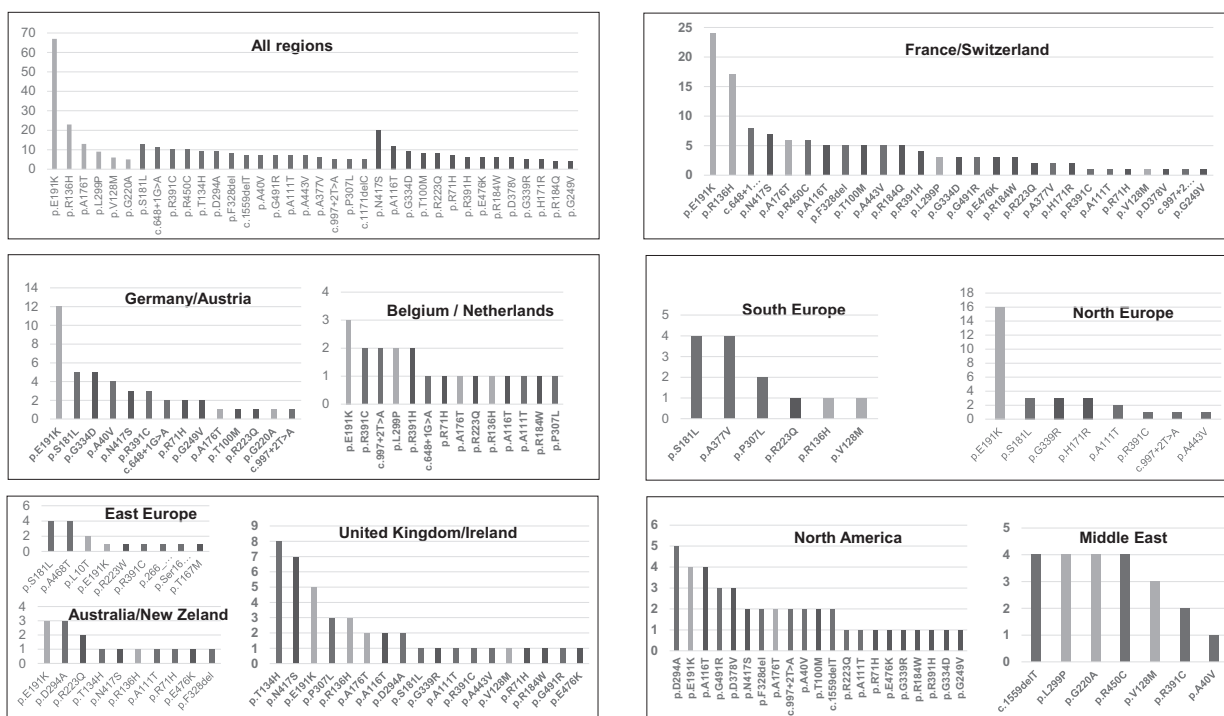 All regions
70
60
50
40
30
20
10
0
p.E191K
p.R136H
p.A176T
p.L299P
p.V128M
p.G220A
p.S181L
c.648+1G>A
p.R391C
p.R450C
p.T134H
p.D294A
p.F328del
c.1559delT
p.A40V
p.G491R
p.A111T
p.A443V
p.A377V
c.997+2T>A
p.P307L
c.1171delC
p.N417S
p.A116T
p.G334D
p.T100M
p.R223Q
p.R71H
p.R391H
p.E476K
p.R184W
p.D378V
p.G339R
p.H171R
p.R184Q
p.G249V
France/Switzerland
25
20
15
10
5
0
p.E191K
p.R136H
c.648+1…
p.N417S
p.A176T
p.R450C
p.A116T
p.F328del
p.T100M
p.A443V
p.R184Q
p.R391H
p.L299P
p.G334D
p.G491R
p.E476K
p.R184W
p.R223Q
p.A377V
p.H171R
p.R391C
p.A111T
p.R71H
p.V128M
p.D378V
c.997+2…
p.G249V
Germany/Austria
14
12
10
8
6
4
2
0
p.E191K
p.S181L
p.G334D
p.A40V
p.N417S
p.R391C
c.648+1G>A
p.R71H
p.G249V
p.A176T
p.T100M
p.R223Q
p.G220A
c.997+2T>A
Belgium / Netherlands
4
3
2
1
0
p.E191K
p.R391C
c.997+2T>A
p.L299P
p.R391H
c.648+1G>A
p.R71H
p.A176T
p.R223Q
p.R136H
p.A116T
p.A111T
p.R184W
p.P307L
South Europe
5
4
3
2
1
0
p.S181L
p.A377V
p.P307L
p.R223Q
p.R136H
p.V128M
North Europe
18
16
14
12
10
8
6
4
2
0
p.E191K
p.S181L
p.G339R
p.H171R
p.A111T
p.R391C
c.997+2T>A
p.A443V
East Europe
6
4
2
0
p.S181L
p.A468T
p.L10T
p.E191K
p.R223W
p.R391C
p.266_…
p.Ser16…
p.T167M
Australia/New Zeland
4
3
2
1
0
p.E191K
p.D294A
p.R223Q
p.T134H
p.N417S
p.R136H
p.A111T
p.R71H
p.E476K
p.F328del
United Kingdom/Ireland
9
8
7
6
5
4
3
2
1
0
p.T134H
p.N417S
p.E191K
p.P307L
p.R136H
p.A176T
p.A116T
p.D294A
p.S181L
p.G339R
p.A111T
p.R391C
p.A443V
p.V128M
p.R71H
p.R184W
p.G491R
p.E476K
North America
6
5
4
3
2
1
0
p.D294A
p.E191K
p.A116T
p.G491R
p.D378V
p.N417S
p.F328del
p.A176T
c.997+2T>A
p.A40V
p.T100M
c.1559delT
p.R223Q
p.A111T
p.R71H
p.E476K
p.G339R
p.R184W
p.R391H
p.G334D
p.G249V
Middle East
5
4
3
2
1
0
c.1559delT
p.L299P
p.G220A
p.R450C
p.V128M
p.R391C
p.A40V